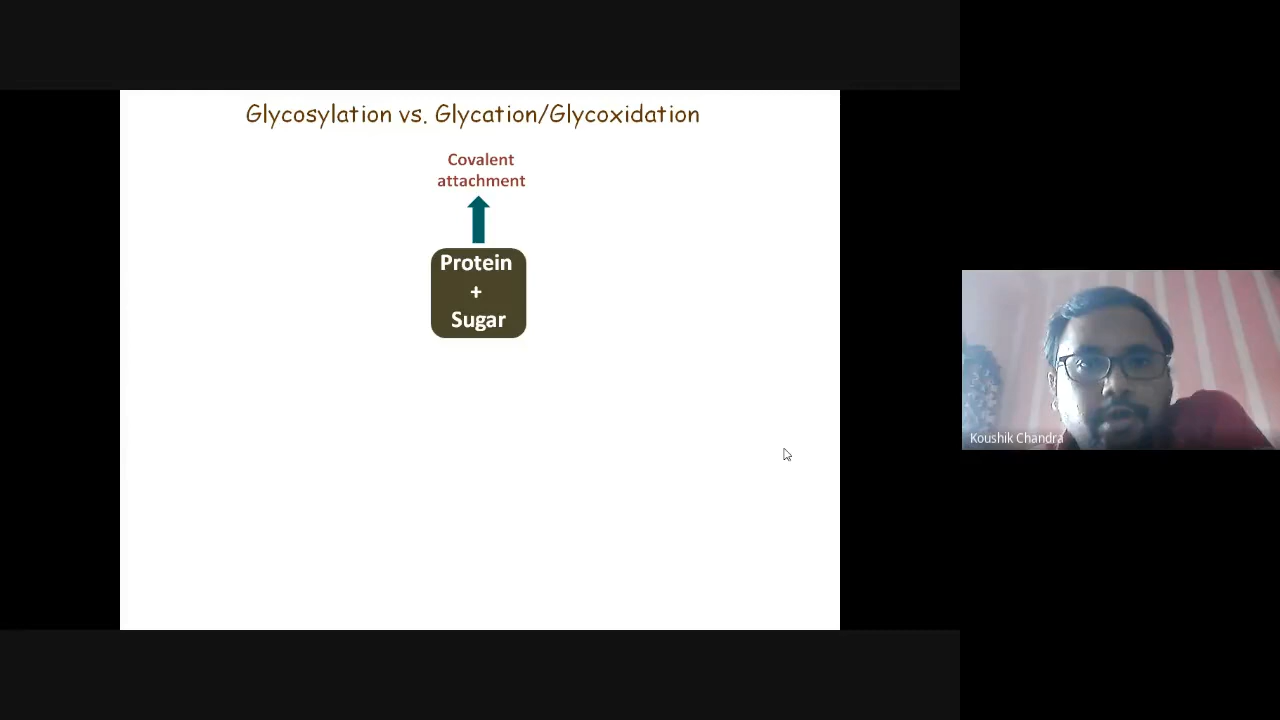 Glycosylation vs. Glycation/Glycoxidation
Covalent
attachment
Protein
+
Sugar
Koushik Chandra